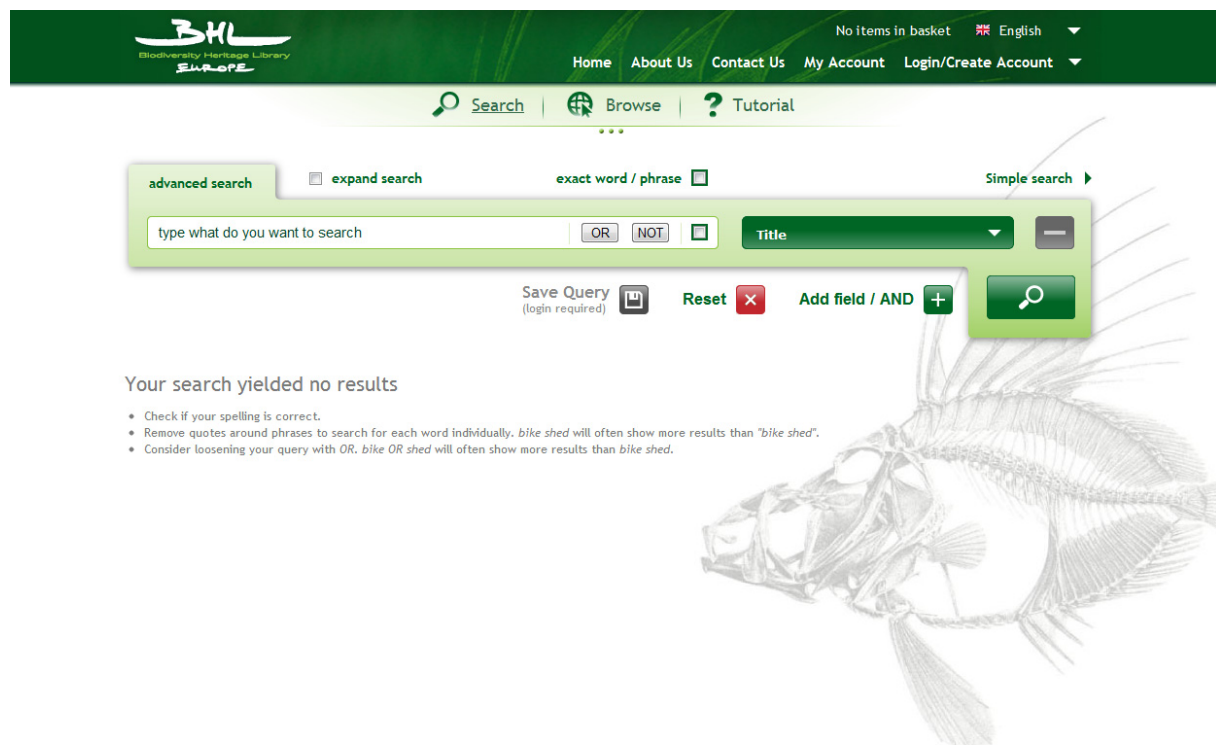 BHL
Biodiversity Heritage Library
EUROPE
No items in basket English
Home About Us Contact Us My Account Login/Create Account
Search Browse ? Tutorial
advanced search expand search exact word / phrase Simple search
type what do you want to search OR NOT Title
Save Query
(login required)
Reset Add field / AND
Your search yielded no results
• Check if your spelling is correct.
• Remove quotes around phrases to search for each word individually. bike shed will often show more results than "bike shed".
• Consider loosening your query with OR. bike OR shed will often show more results than bike shed.